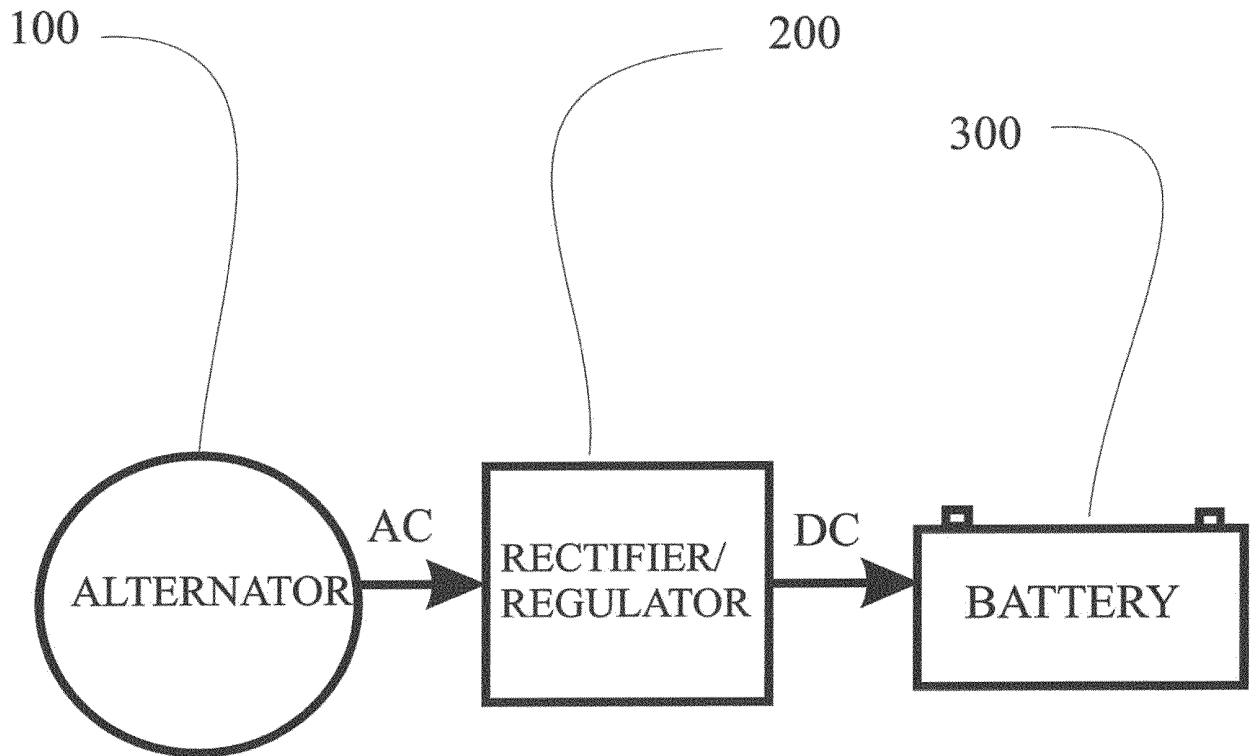 100
200
300
AC
DC
ALTERNATOR
RECTIFIER/
REGULATOR
BATTERY